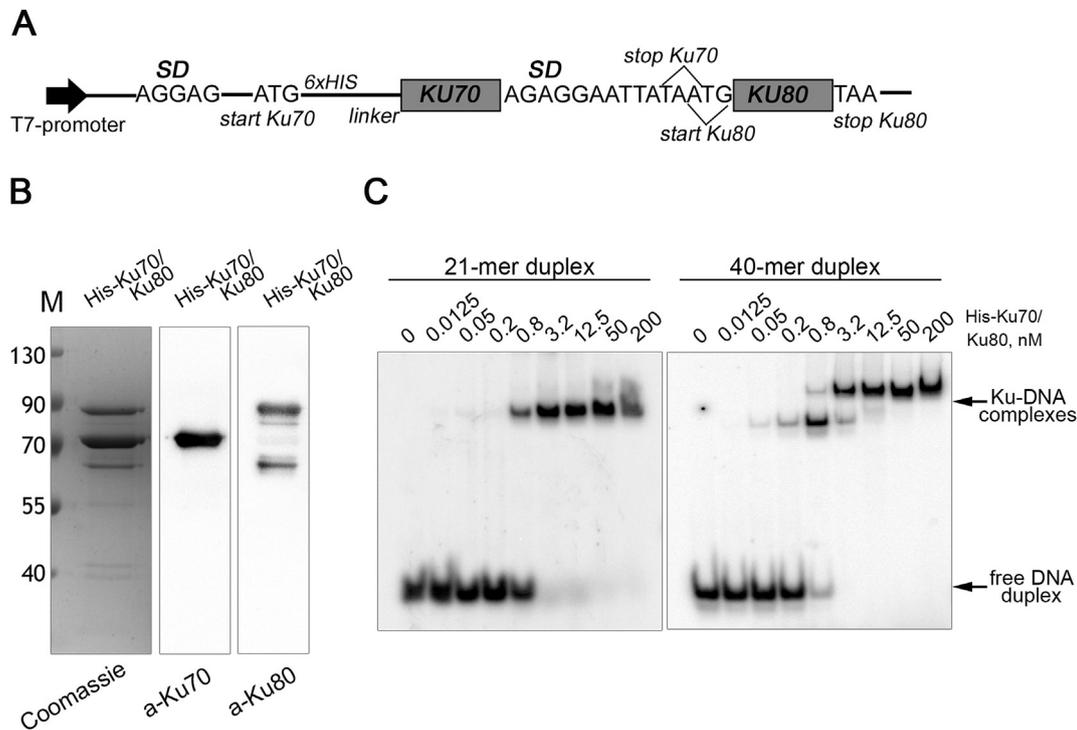 A
SD SD stop Ku70
AGGAG ATG 6xHIS KU70 AGAGGAATTATAATG KU80 TAA
T7-promoter start Ku70 linker start Ku80 stop Ku80
B
C
M His-Ku70/ Ku80 His-Ku70/ Ku80 His-Ku70/ Ku80
130
90
70
55
40
Coomassie a-Ku70 a-Ku80
21-mer duplex 40-mer duplex
0 0.0125 0.05 0.2 0.8 3.2 12.5 50 200 0 0.0125 0.05 0.2 0.8 3.2 12.5 50 200
His-Ku70/
Ku80, nM
Ku-DNA
complexes
free DNA
duplex